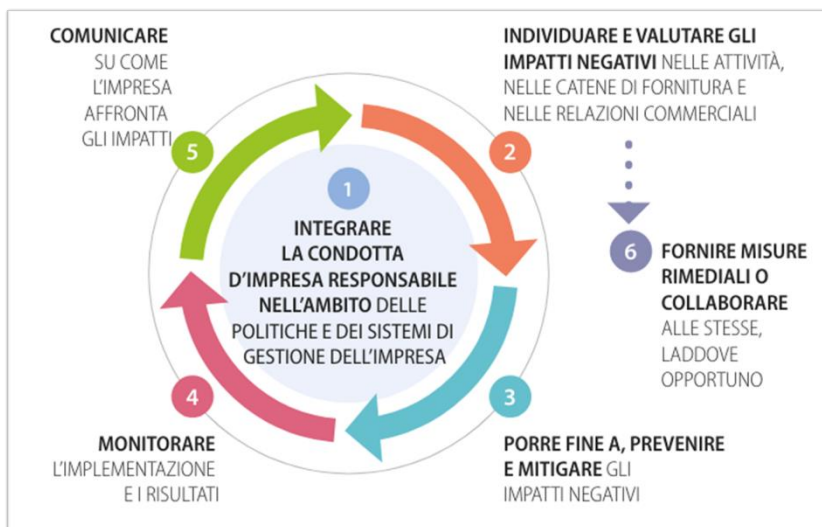 1
INTEGRARE
LA CONDOTTA
D'IMPRESA RESPONSABILE
NELL'AMBITO DELLE
POLITICHE E DEI SISTEMI DI
GESTIONE DELL'IMPRESA
2
INDIVIDUARE E VALUTARE GLI
IMPATTI NEGATIVI NELLE ATTIVITÀ,
NELLE CATENE DI FORNITURA E
NELLE RELAZIONI COMMERCIALI
3
PORRE FINE A, PREVENIRE
E MITIGARE GLI
IMPATTI NEGATIVI
4
MONITORARE
L'IMPLEMENTAZIONE
E I RISULTATI
5
COMUNICARE
SU COME
L'IMPRESA
AFFRONTA
GLI IMPATTI
6
FORNIRE MISURE
RIMEDIALI O
COLLABORARE
ALLE STESSE,
LADDOVE
OPPORTUNO